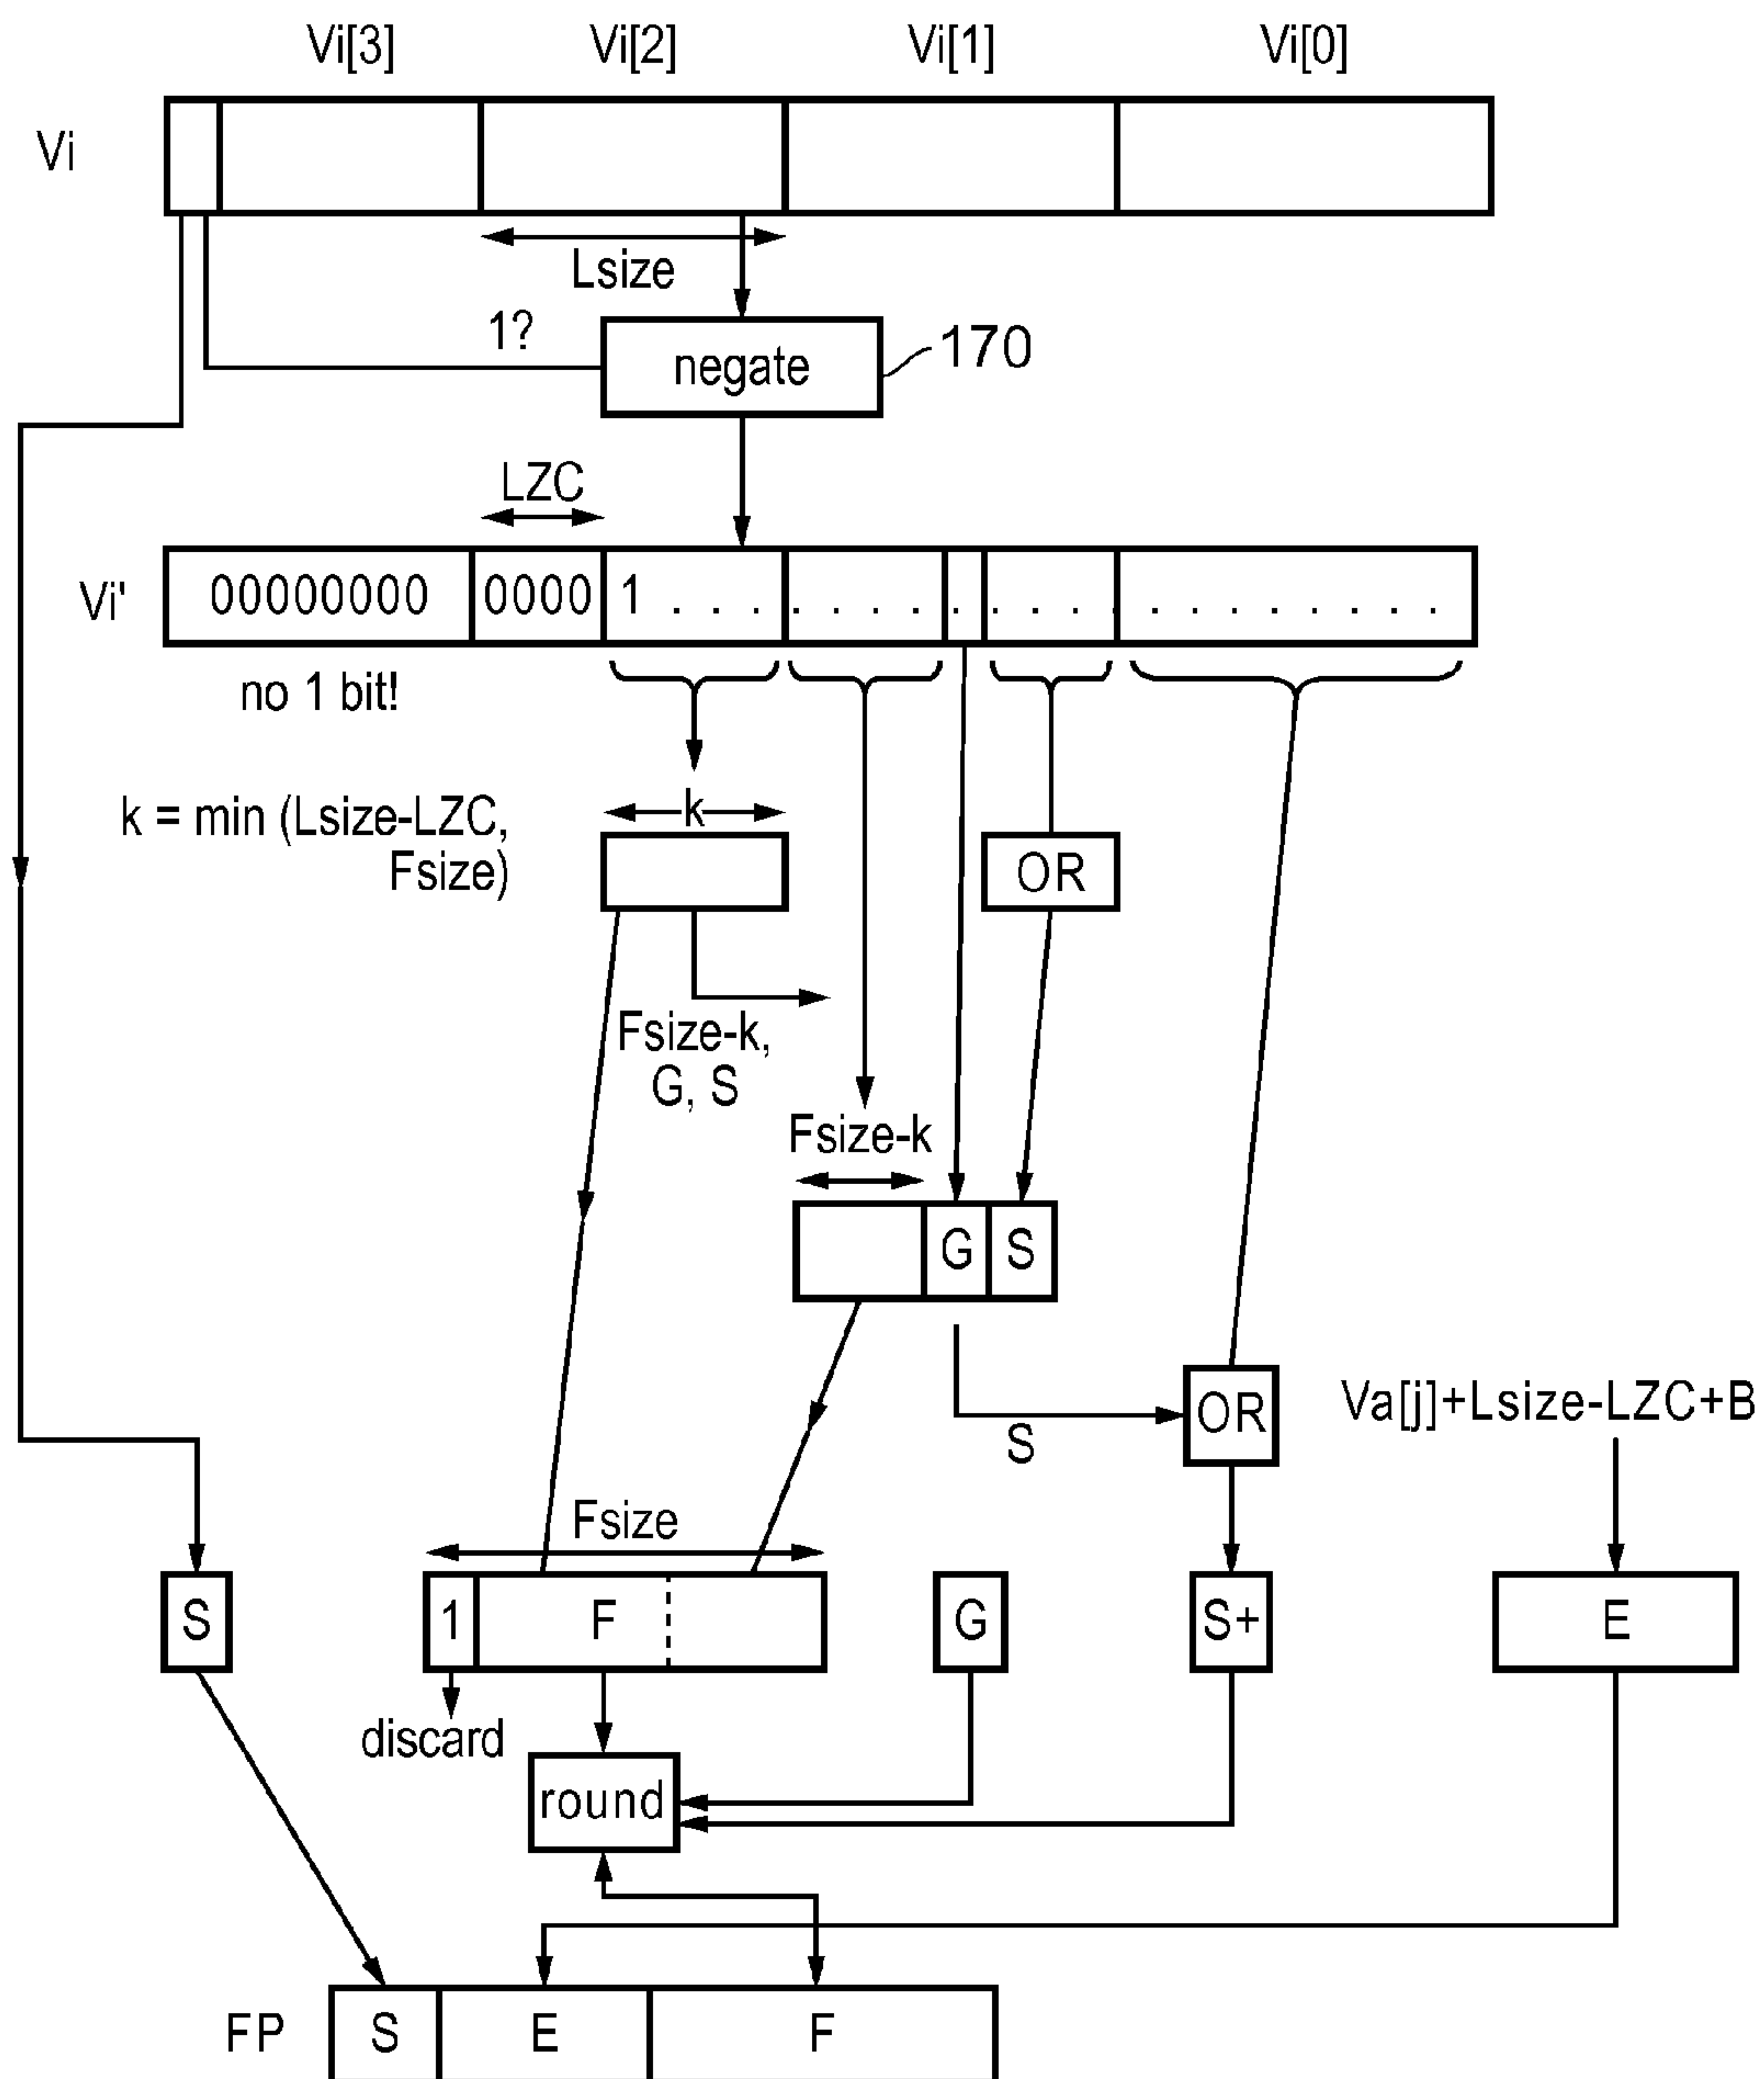 Vi[3] Vi[2] Vi[1] Vi[0]
Vi
Lsize
1?
negate
170
LZC
Vi'
00000000 0000 1 . . . . . . . . . . . . . . . . . . . .
no 1 bit!
k
k = min (Lsize-LZC,
Fsize)
OR
Fsize-k,
G, S
Fsize-k
G S
OR
Va[j]+Lsize-LZC+B
S
Fsize
S 1 F G S+ E
discard
round
FP S E F